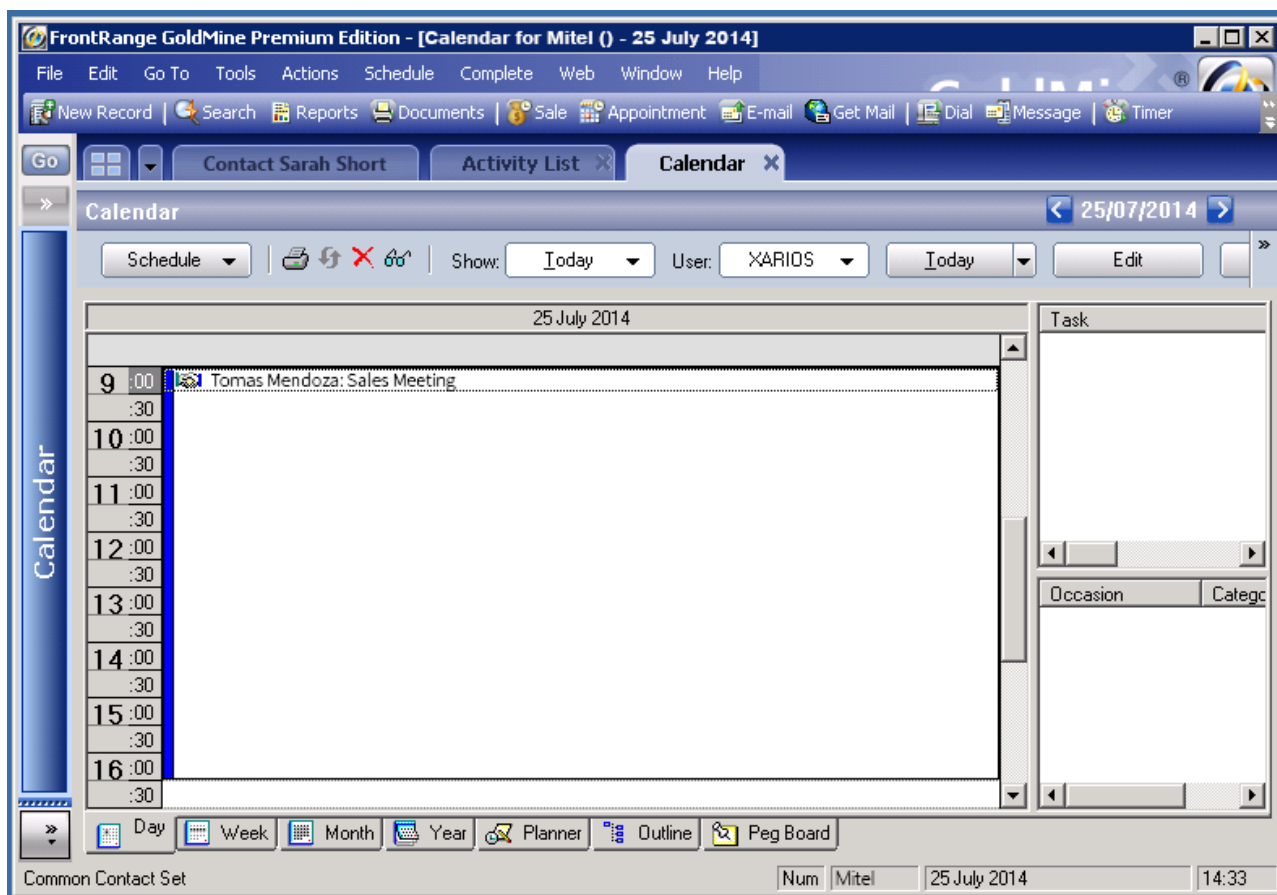 FrontRange GoldMine Premium Edition - [Calendar for Mitel () - 25 July 2014]
File Edit Go To Tools Actions Schedule Complete Web Window Help
New Record Search Reports Documents Sale Appointment E-mail Get Mail Dial Message Timer
Go Contact Sarah Short Activity List Calendar
Calendar 25/07/2014
Schedule Show: Today User: XARIOS Today Edit
Calendar
25 July 2014 Task
9 :00 Tomas Mendoza: Sales Meeting
:30
10 :00
:30
11 :00
:30
12 :00
:30
Occasion Catego
13 :00
:30
14 :00
:30
15 :00
:30
16 :00
:30
Day Week Month Year Planner Outline Peg Board
Common Contact Set Num Mitel 25 July 2014 14:33